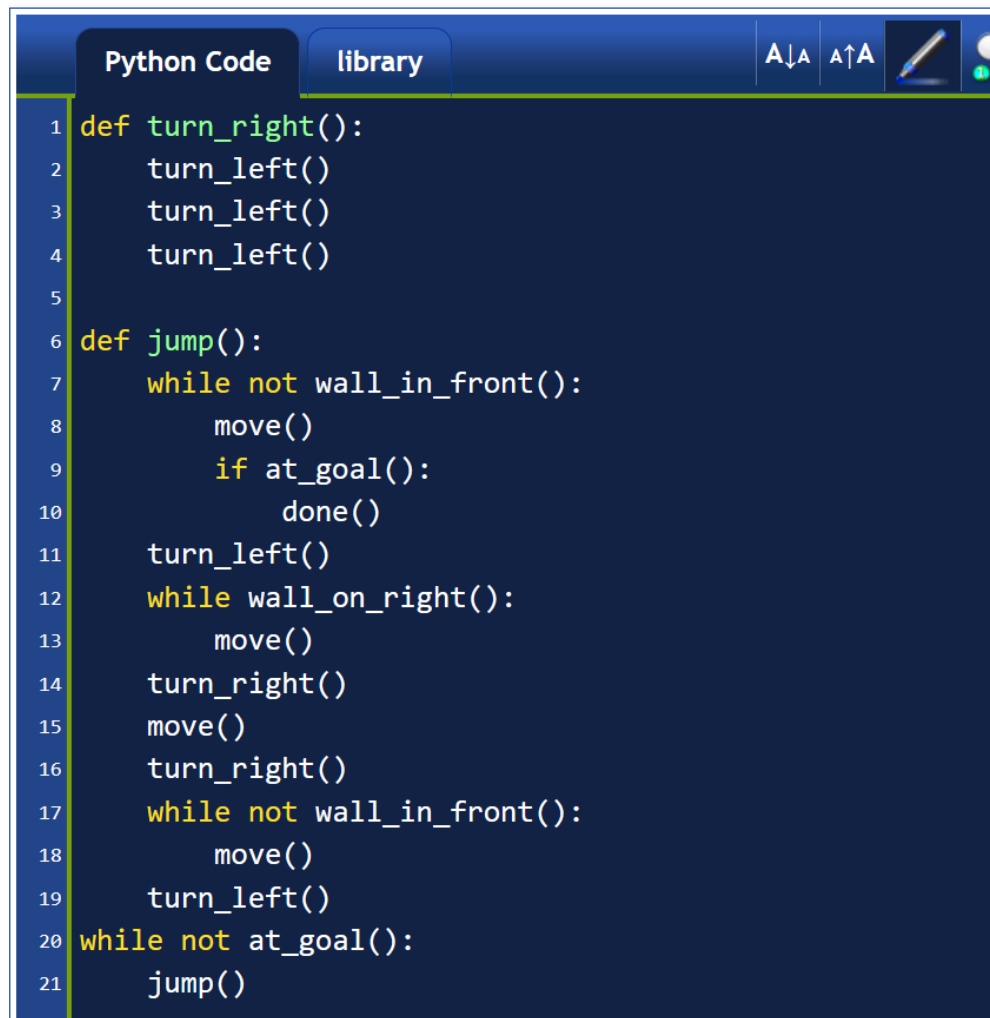 Python Code library A↓A A↑A
1 def turn_right():
2     turn_left()
3     turn_left()
4     turn_left()
5
6 def jump():
7     while not wall_in_front():
8         move()
9         if at_goal():
10             done()
11     turn_left()
12     while wall_on_right():
13         move()
14     turn_right()
15     move()
16     turn_right()
17     while not wall_in_front():
18         move()
19     turn_left()
20 while not at_goal():
21     jump()